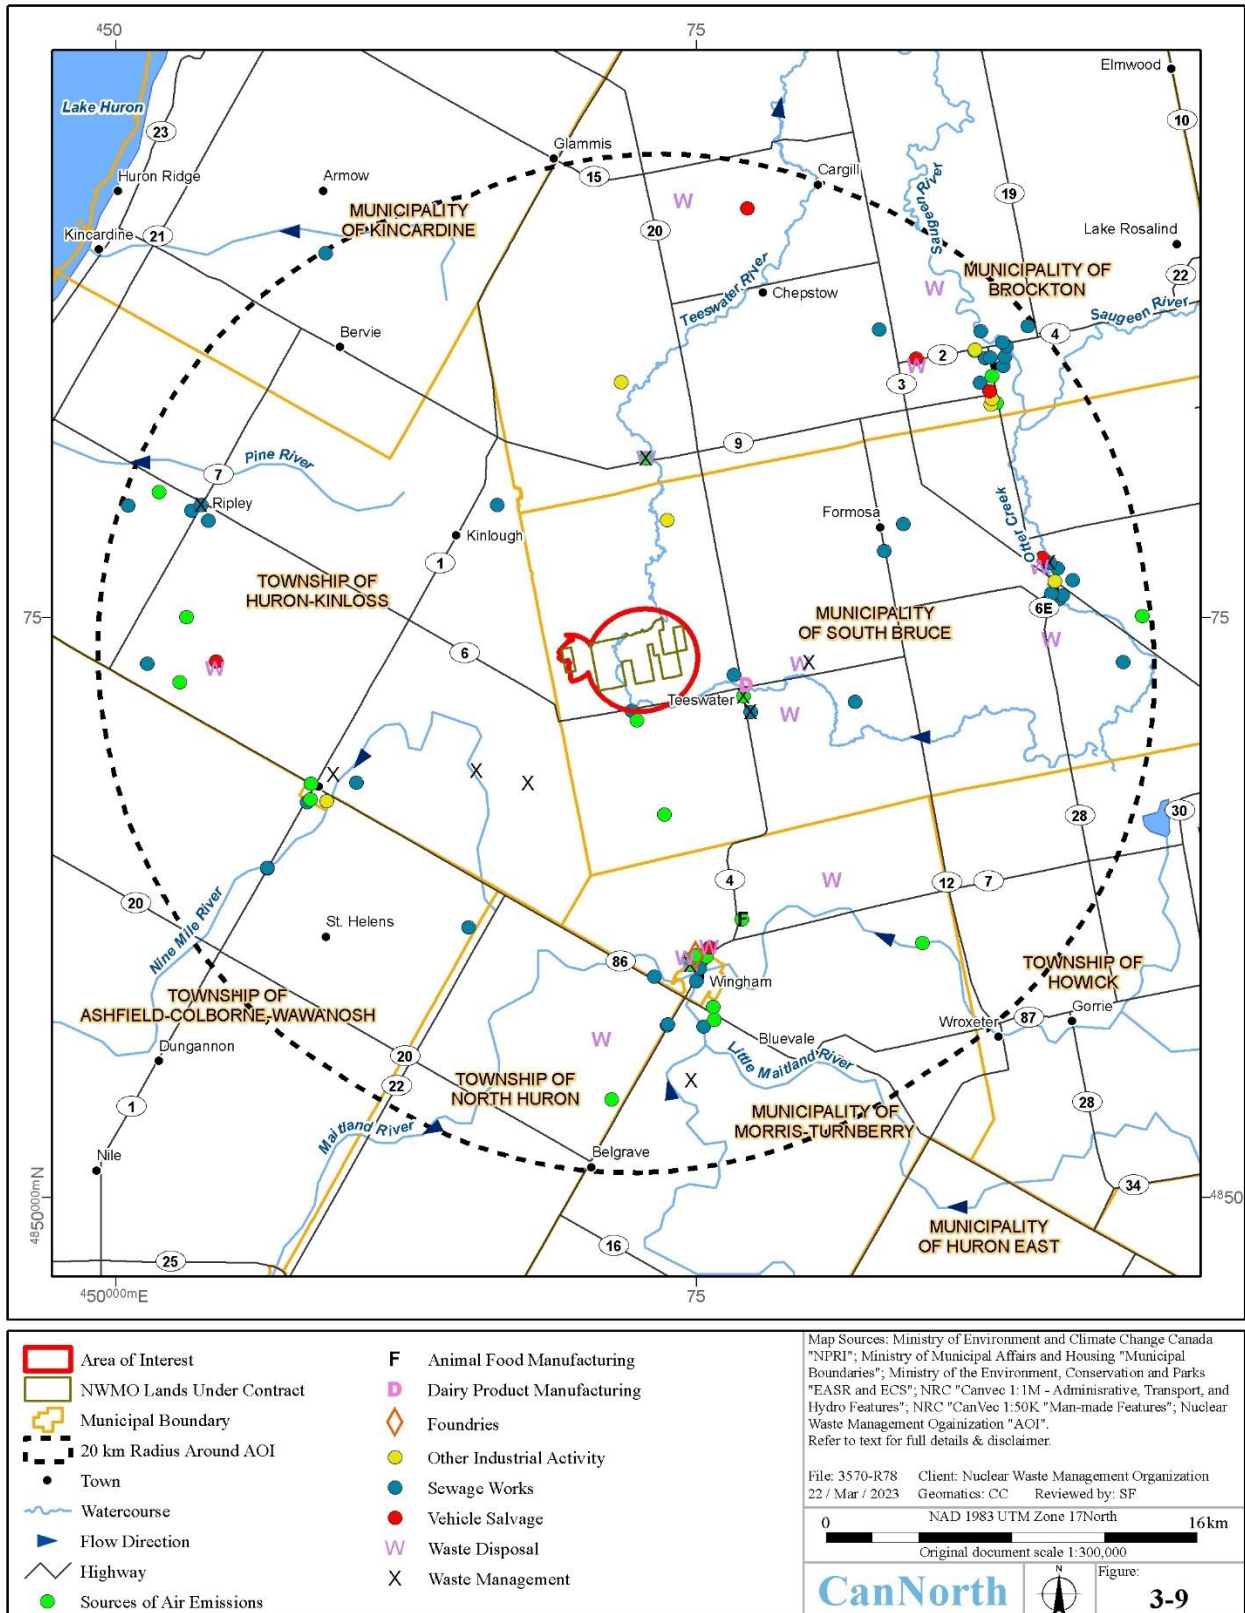 450
75
Elmwood
Lake Huron
23
10
Glammis
Huron Ridge
Armow
15
Cargill
Saugeen River
19
MUNICIPALITY
OF KINCARDINE
20
Kincardine
21
Lake Rosalind
MUNICIPALITY OF
BROCKTON
22
Teeswater River
Chepstow
Saugeen River
Bervie
4
2
W
W
W
3
9
W
X
Pine River
7
X
Ripley
Formosa
Kinlough
1
Otter Creek
X
W
TOWNSHIP OF
HURON-KINLOSS
75
75
6E
MUNICIPALITY
OF SOUTH BRUCE
6
W
W
W
X
D
Teeswater
X
X
W
X
X
X
28
30
4
W
12
7
20
F
St. Helens
Nine Mile River
86
W
W
Wingham
TOWNSHIP OF
HOWICK
TOWNSHIP OF
ASHFIELD-COLBORNE-WAWANOSH
Gorrie
87
Wroxeter
W
Bluevale
Dungannon
20
Little Maitland River
22
TOWNSHIP OF
NORTH HURON
X
1
MUNICIPALITY OF
MORRIS-TURNBERRY
28
Maitland River
Nile
Belgrave
34
4850000mN
4850
MUNICIPALITY
OF HURON EAST
16
25
450000mE
75
Area of Interest
NWMO Lands Under Contract
Municipal Boundary
20 km Radius Around AOI
Town
Watercourse
Flow Direction
Highway
Sources of Air Emissions
F Animal Food Manufacturing
D Dairy Product Manufacturing
Foundries
Other Industrial Activity
Sewage Works
Vehicle Salvage
W Waste Disposal
X Waste Management
Map Sources: Ministry of Environment and Climate Change Canada
"NPRI"; Ministry of Municipal Affairs and Housing "Municipal
Boundaries"; Ministry of the Environment, Conservation and Parks
"EASR and ECS"; NRC "Canvec 1:1M - Adminisrative, Transport, and
Hydro Features"; NRC "CanVec 1:50K "Man-made Features"; Nuclear
Waste Management Ogainization "AOI".
Refer to text for full details & disclaimer.
File: 3570-R78 Client: Nuclear Waste Management Organization
22 / Mar / 2023 Geomatics: CC Reviewed by: SF
NAD 1983 UTM Zone 17North
0 16km
Original document scale 1:300,000
CanNorth
N
Figure:
3-9